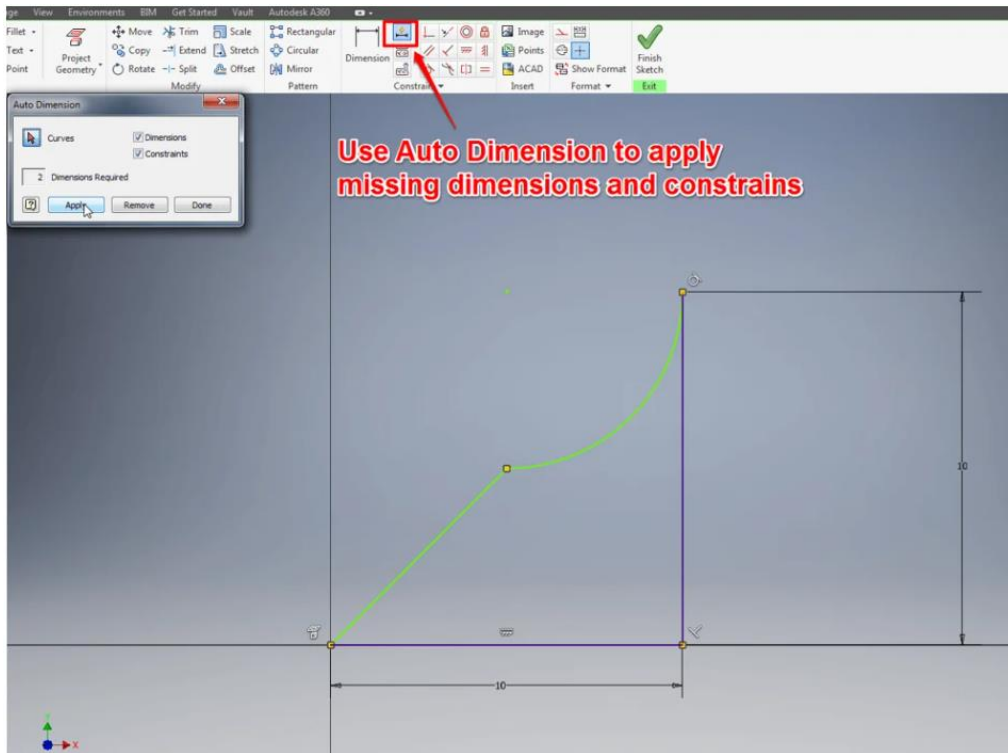 ge View Environments BIM Get Started Vault Autodesk A360
Fillet Move Trim Scale Rectangular Image
Text Copy Extend Stretch Circular Points
Point Project Geometry Rotate Split Offset Mirror Dimension ACAD Show Format Finish Sketch
Modify Pattern Constrain Insert Format Exit
Auto Dimension
Curves Dimensions
Constraints
2 Dimensions Required
Apply Remove Done
Use Auto Dimension to apply
missing dimensions and constrains
10
10
X